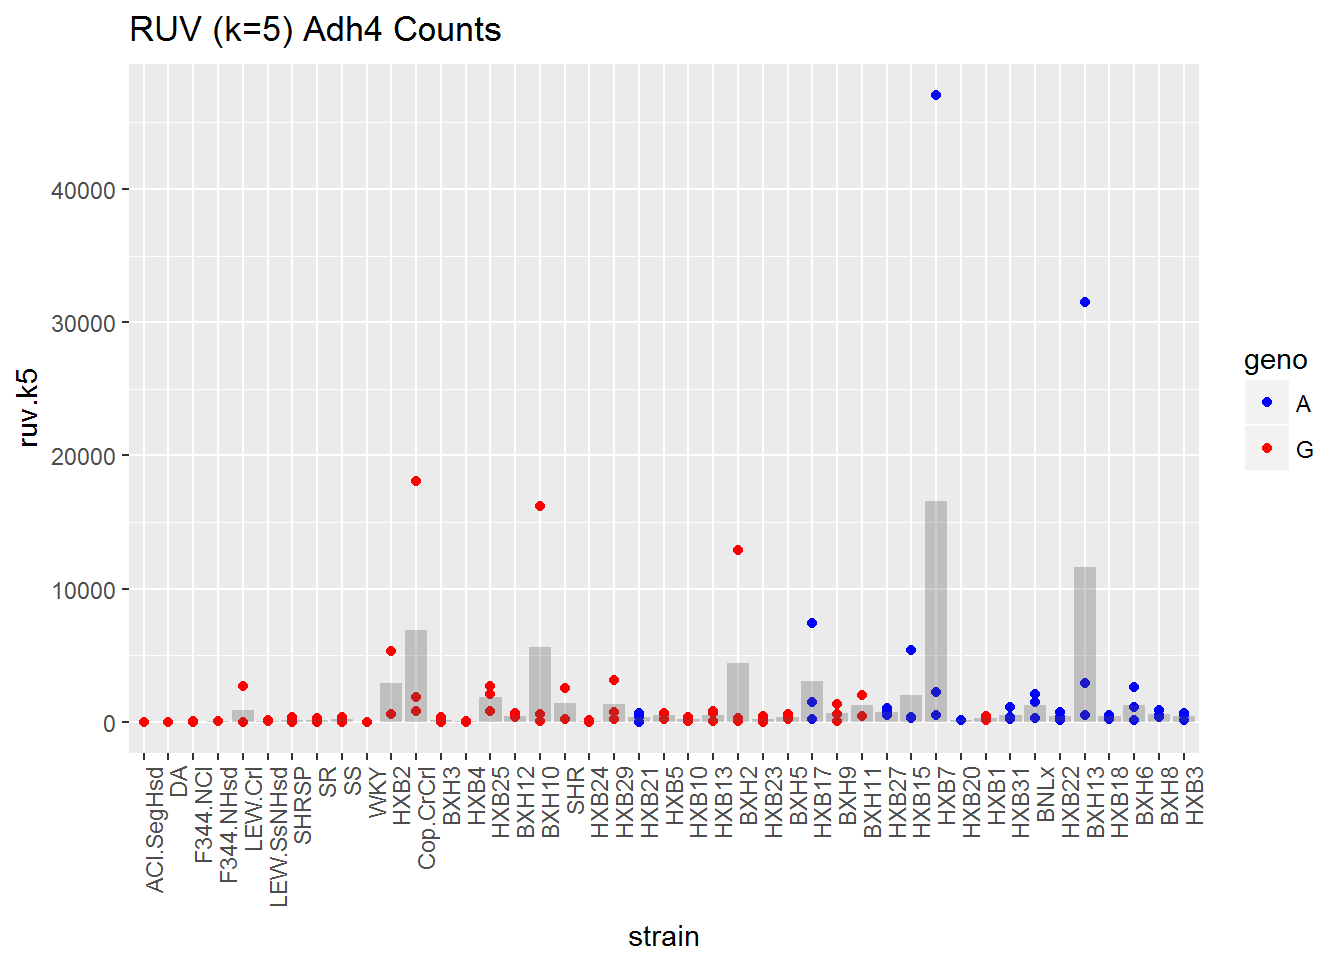 RUV (k=5) Adh4 Counts
ruv.k5
40000
30000
20000
10000
0
ACI.SegHsd
DA
F344.NCI
F344.NHsd
LEW.Crl
LEW.SsNHsd
SHRSP
SR
SS
WKY
HXB2
Cop.CrCrl
BXH3
HXB4
HXB25
BXH12
BXH10
SHR
HXB24
HXB29
HXB21
HXB5
HXB10
HXB13
BXH2
HXB23
BXH5
HXB17
BXH9
BXH11
HXB27
HXB15
HXB7
HXB20
HXB1
HXB31
BNLx
HXB22
BXH13
HXB18
BXH6
BXH8
HXB3
strain
geno
A
G